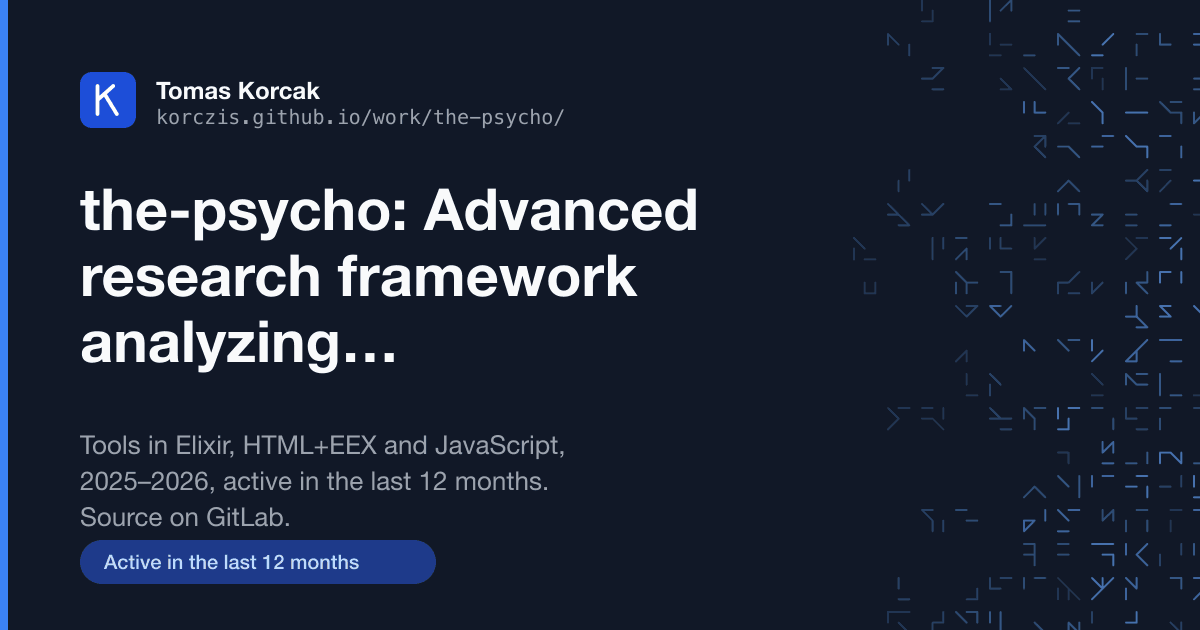 K
Tomas Korcak
korczis.github.io/work/the-psycho/
the-psycho: Advanced
research framework
analyzing...
Tools in Elixir, HTML+EEX and JavaScript,
2025–2026, active in the last 12 months.
Source on GitLab.
Active in the last 12 months